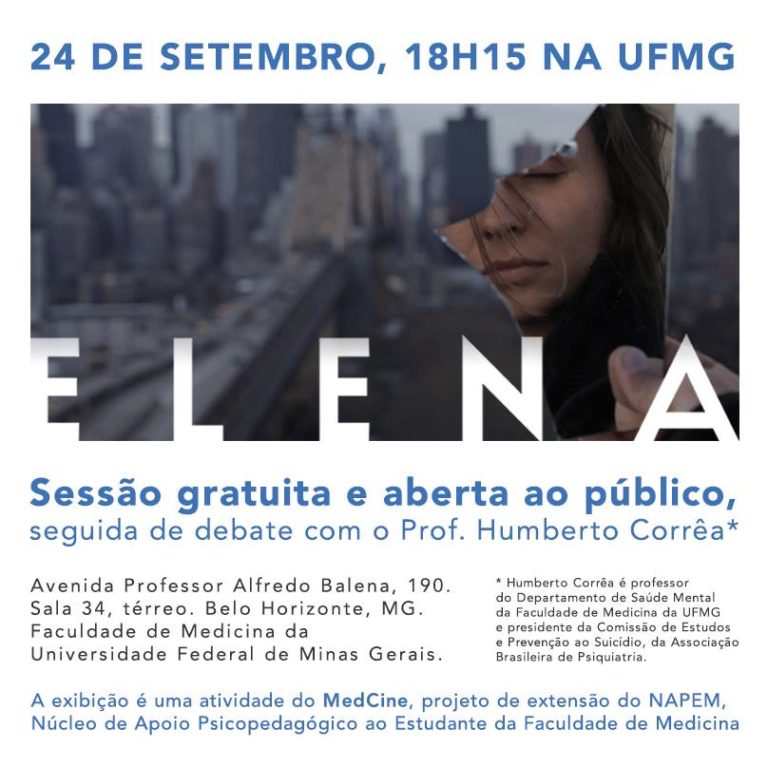 24 DE SETEMBRO, 18H15 NA UFMG
ELENA
Sessão gratuita e aberta ao público,
seguida de debate com o Prof. Humberto Corrêa*
Avenida Professor Alfredo Balena, 190.
Sala 34, térreo. Belo Horizonte, MG.
Faculdade de Medicina da
Universidade Federal de Minas Gerais.
* Humberto Corrêa é professor
do Departamento de Saúde Mental
da Faculdade de Medicina da UFMG
e presidente da Comissão de Estudos
e Prevenção ao Suicídio, da Associação
Brasileira de Psiquiatria.
A exibição é uma atividade do MedCine, projeto de extensão do NAPEM,
Núcleo de Apoio Psicopedagógico ao Estudante da Faculdade de Medicina